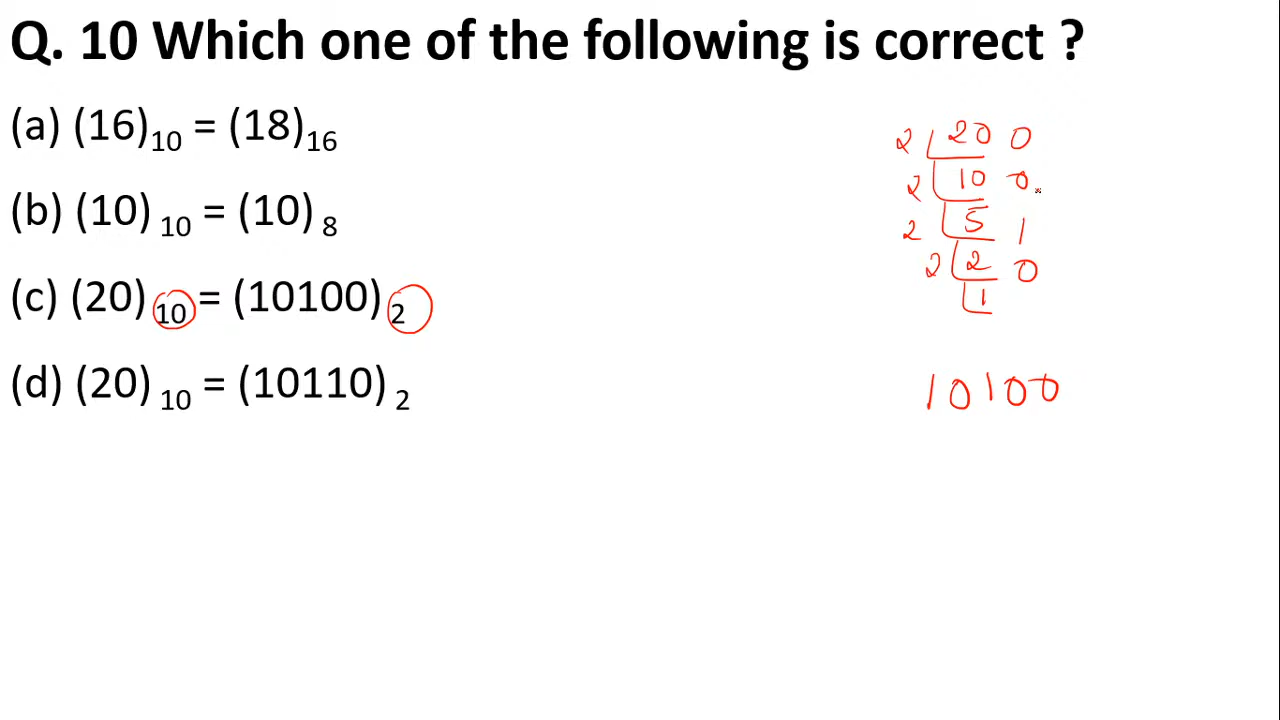 Q. 10 Which one of the following is correct ?
(a) (16)₁₀ = (18)₁₆
(b) (10) ₁₀ = (10) ₈
(c) (20) ₁₀ = (10100) ₂
(d) (20) ₁₀ = (10110) ₂
2 20 0
2 10 0
2 5 1
2 2 0
1
10100